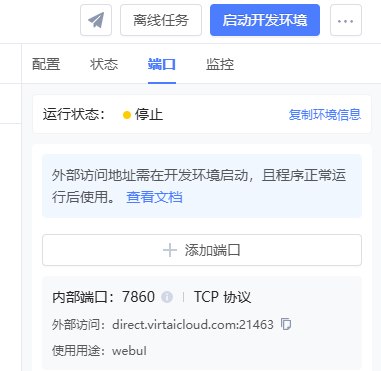 离线任务 启动开发环境 ...
配置 状态 端口 监控
运行状态： 停止 复制环境信息
外部访问地址需在开发环境启动，且程序正常运
行后使用。 查看文档
添加端口
内部端口：7860 TCP 协议
外部访问：direct.virtaicloud.com:21463
使用用途：webuI